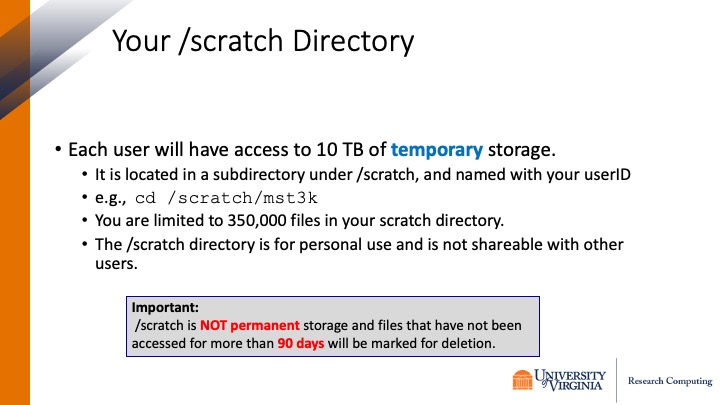 Your /scratch Directory
• Each user will have access to 10 TB of temporary storage.
• It is located in a subdirectory under /scratch, and named with your userID
• e.g., cd /scratch/mst3k
• You are limited to 350,000 files in your scratch directory.
• The /scratch directory is for personal use and is not shareable with other
users.
Important:
/scratch is NOT permanent storage and files that have not been
accessed for more than 90 days will be marked for deletion.
UNIVERSITY
of VIRGINIA
Research Computing